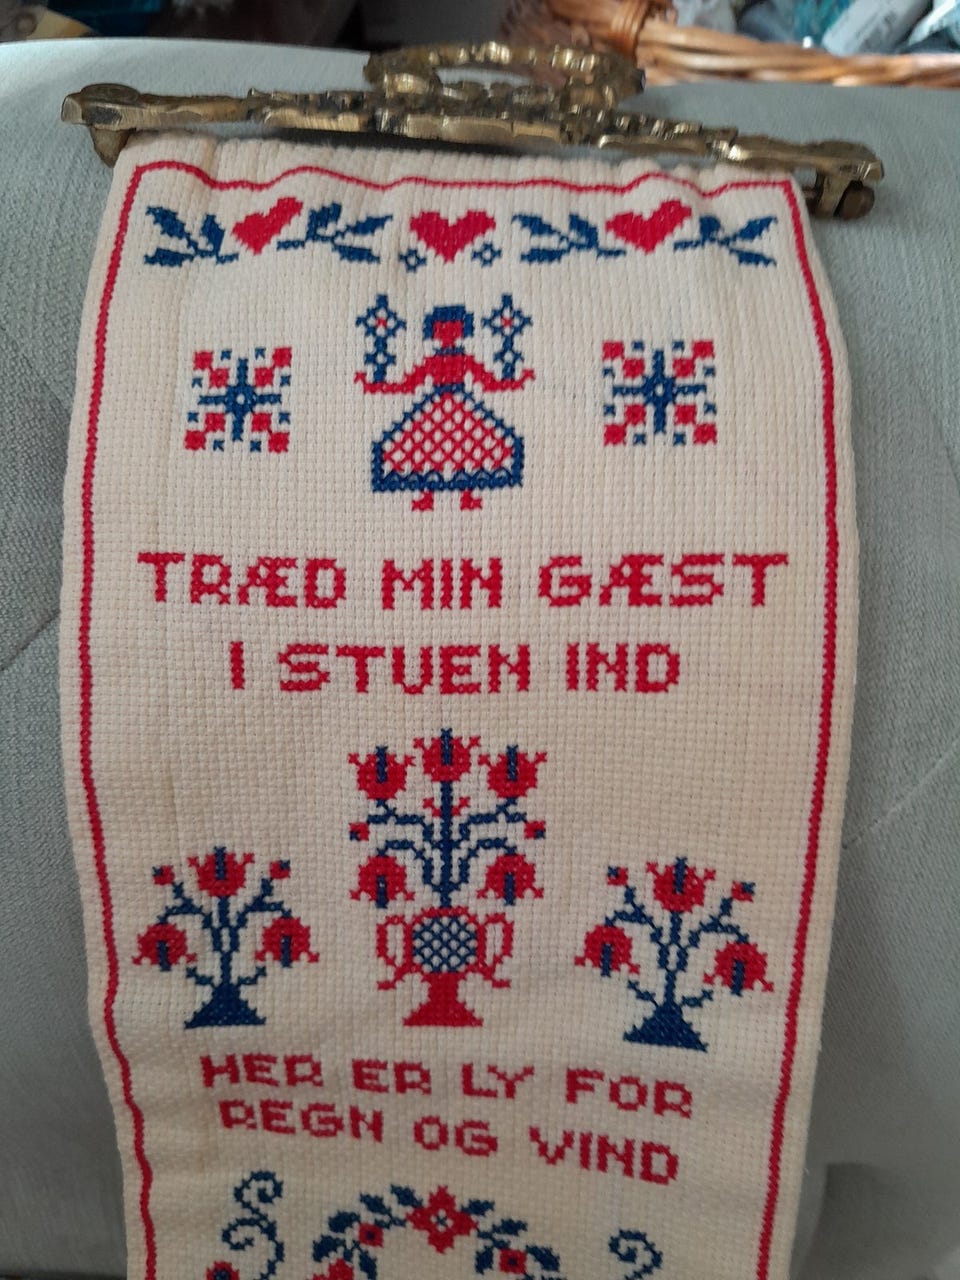 TRÆD MIN GÆST
I STUEN IND
HER ER LY FOR
REGN OG VIND